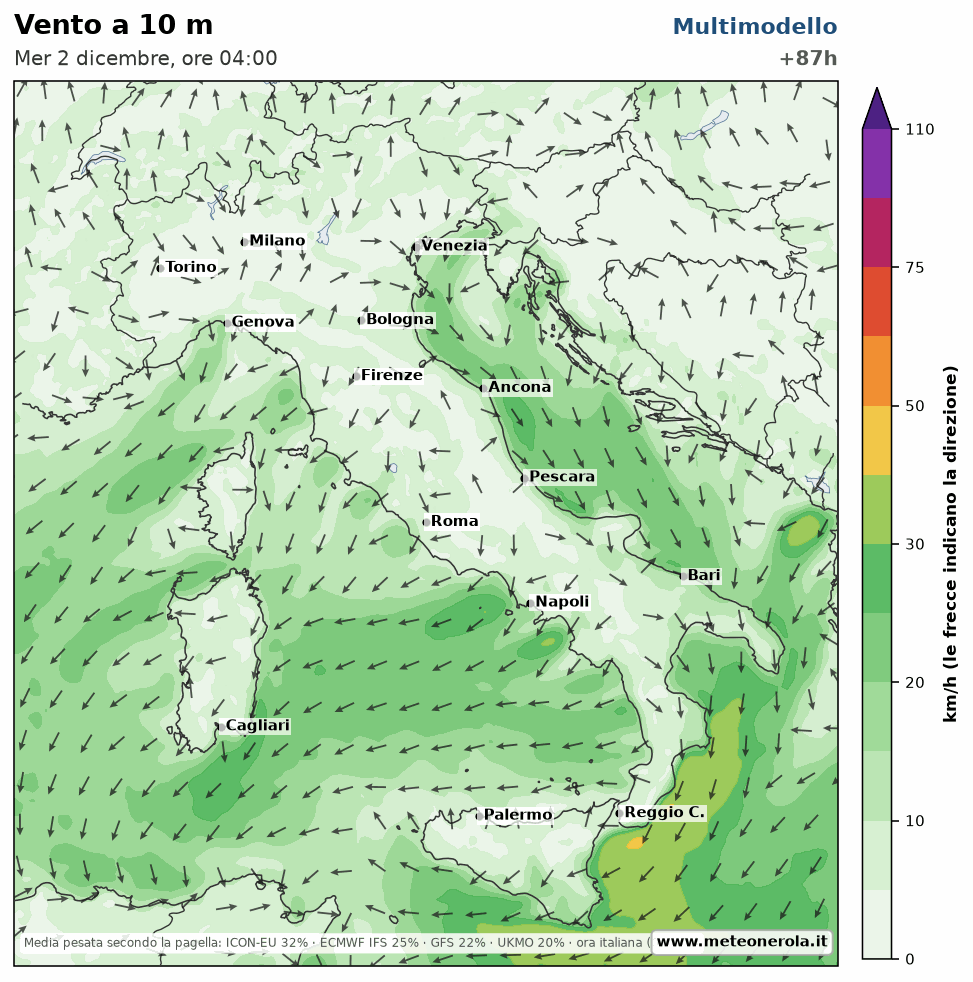 Vento a 10 m
Multimodello
Mer 2 dicembre, ore 04:00
+87h
110
75
50
30
20
10
0
km/h (le frecce indicano la direzione)
Milano
Venezia
Torino
Genova
Bologna
Firenze
Ancona
Pescara
Roma
Bari
Napoli
Cagliari
Palermo
Reggio C.
Media pesata secondo la pagella: ICON-EU 32% · ECMWF IFS 25% · GFS 22% · UKMO 20% · ora italiana (
www.meteonerola.it